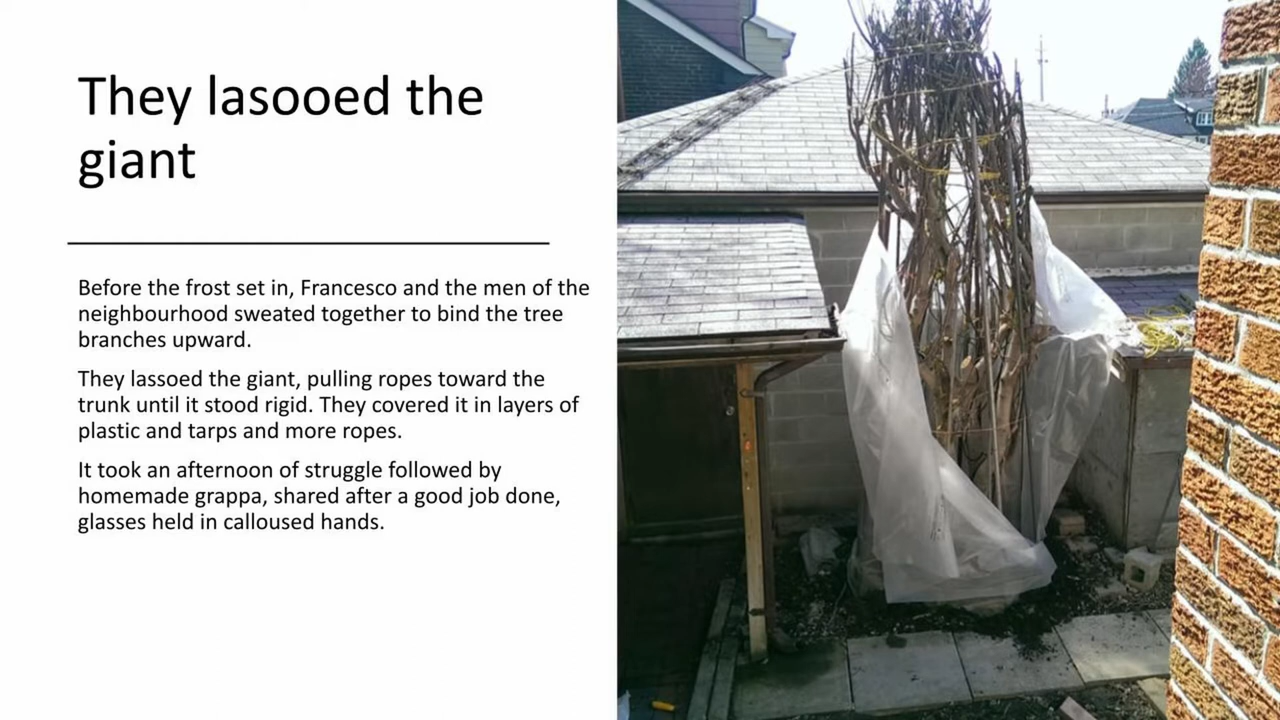 They lasooed the
giant
Before the frost set in, Francesco and the men of the
neighbourhood sweated together to bind the tree
branches upward.
They lassoed the giant, pulling ropes toward the
trunk until it stood rigid. They covered it in layers of
plastic and tarps and more ropes.
It took an afternoon of struggle followed by
homemade grappa, shared after a good job done,
glasses held in calloused hands.